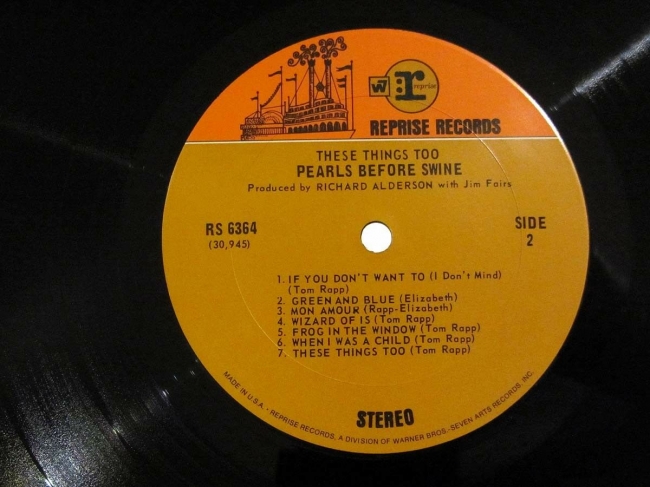 W7
r reprise
REPRISE RECORDS
THESE THINGS TOO
PEARLS BEFORE SWINE
Produced by RICHARD ALDERSON with Jim Fairs
RS 6364
(30,945)
SIDE
2
1. IF YOU DON'T WANT TO (I Don't Mind)
(Tom Rapp)
2. GREEN AND BLUE (Elizabeth)
3. MON AMOUR (Rapp-Elizabeth)
4. WIZARD OF IS (Tom Rapp)
5. FROG IN THE WINDOW (Tom Rapp)
6. WHEN I WAS A CHILD (Tom Rapp)
7. THESE THINGS TOO (Tom Rapp)
STEREO
MADE IN U.S.A. • REPRISE RECORDS, A DIVISION OF WARNER BROS.-SEVEN ARTS RECORDS, INC.